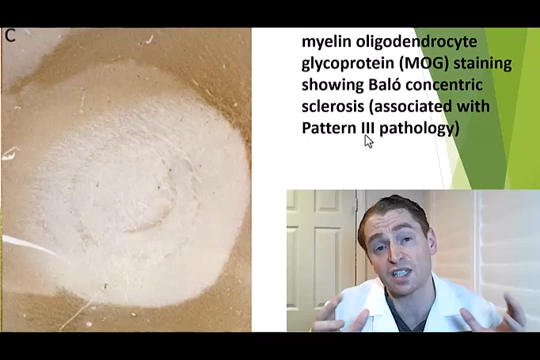 C
myelin oligodendrocyte
glycoprotein (MOG) staining
showing Baló concentric
sclerosis (associated with
Pattern III pathology)